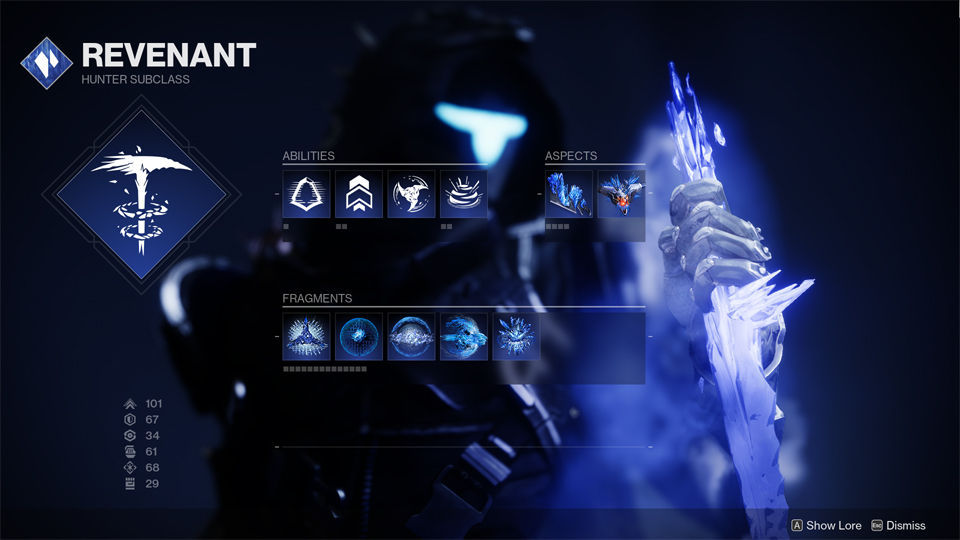 REVENANT
HUNTER SUBCLASS
ABILITIES
ASPECTS
FRAGMENTS
101
67
34
61
68
29
A Show Lore Esc Dismiss